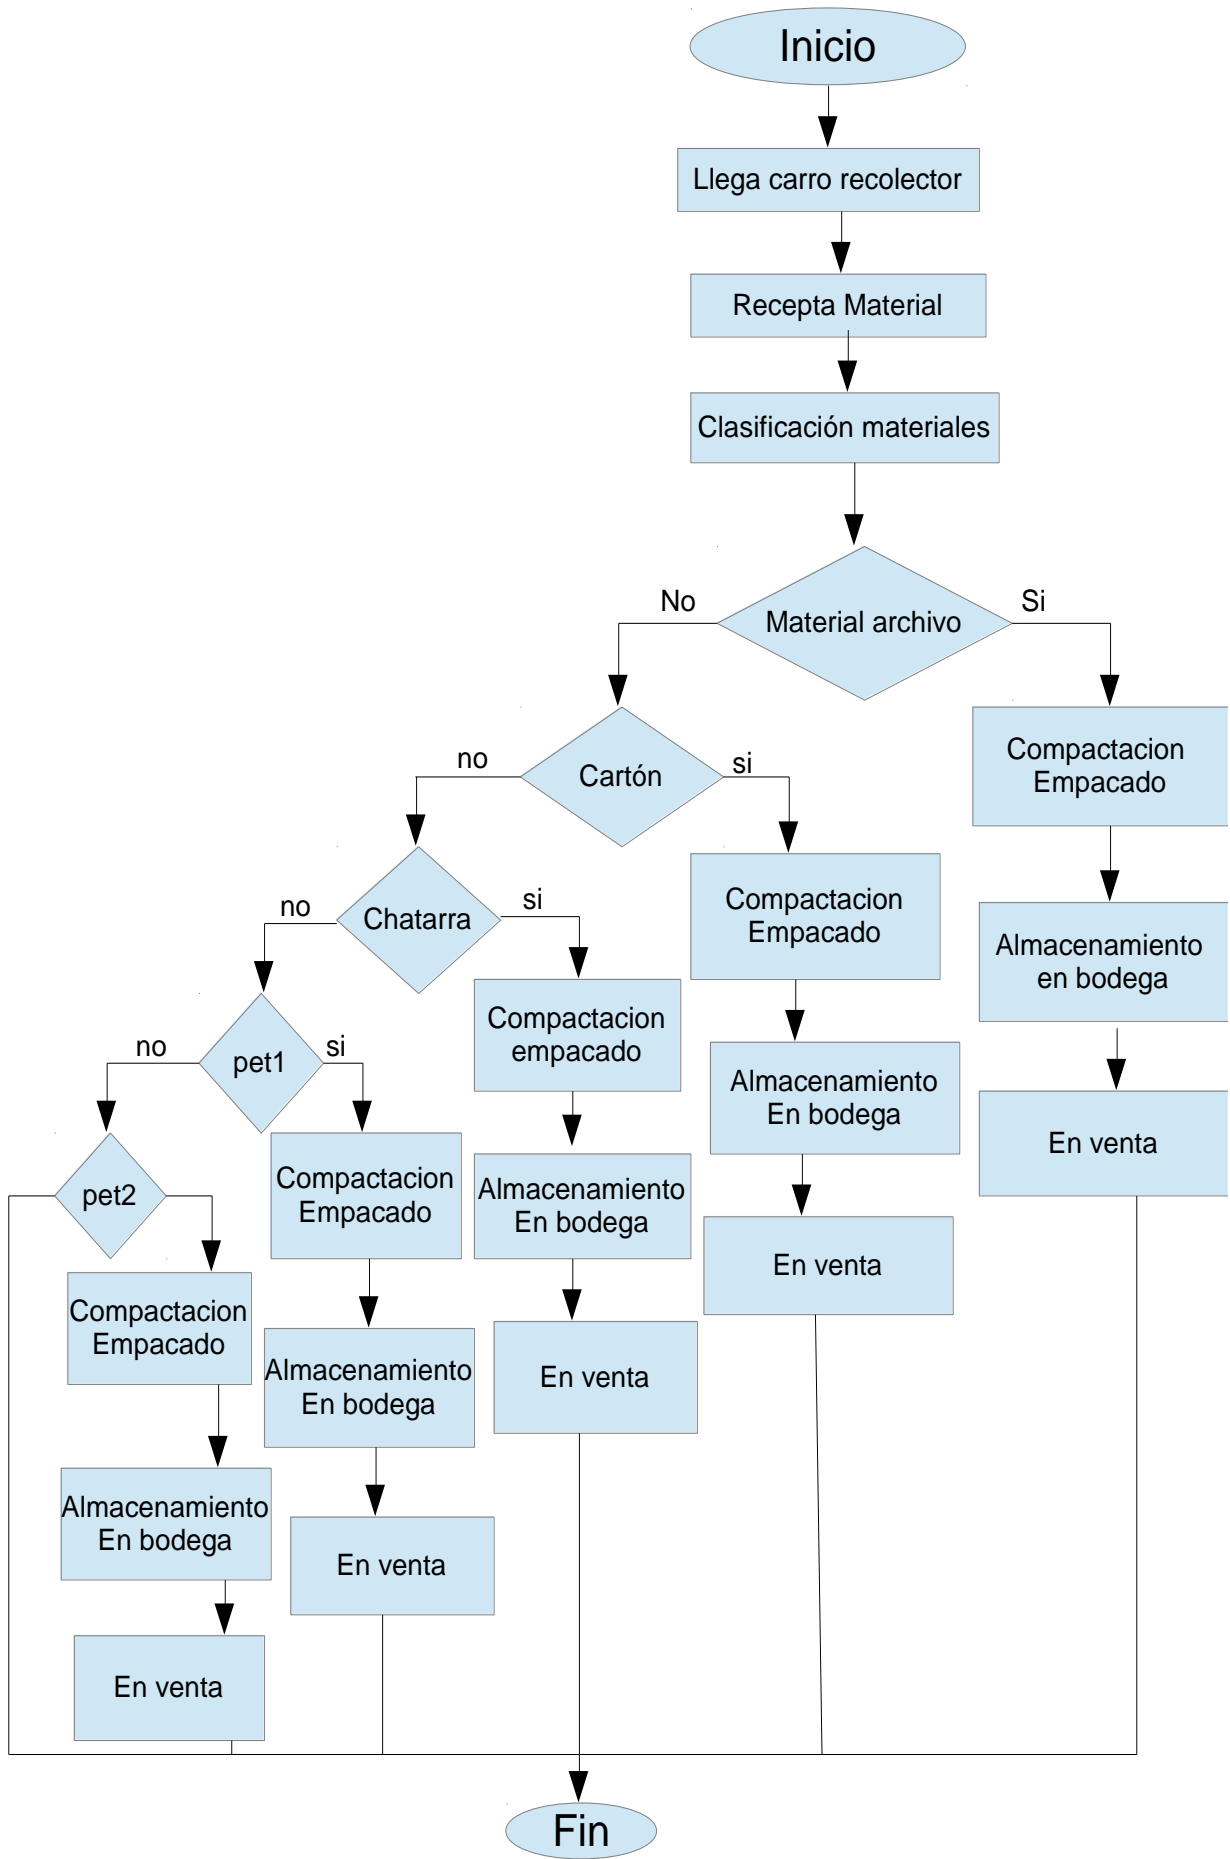 Inicio
Llega carro recolector
Recepta Material
Clasificación materiales
No
Material archivo
Si
no
Cartón
si
Compactacion
Empacado
no
Chatarra
si
Compactacion
Empacado
Almacenamiento
en bodega
no
pet1
si
Compactacion
empacado
Almacenamiento
En bodega
En venta
pet2
Compactacion
Empacado
Almacenamiento
En bodega
En venta
Compactacion
Empacado
Almacenamiento
En bodega
En venta
En venta
Almacenamiento
En bodega
En venta
Fin